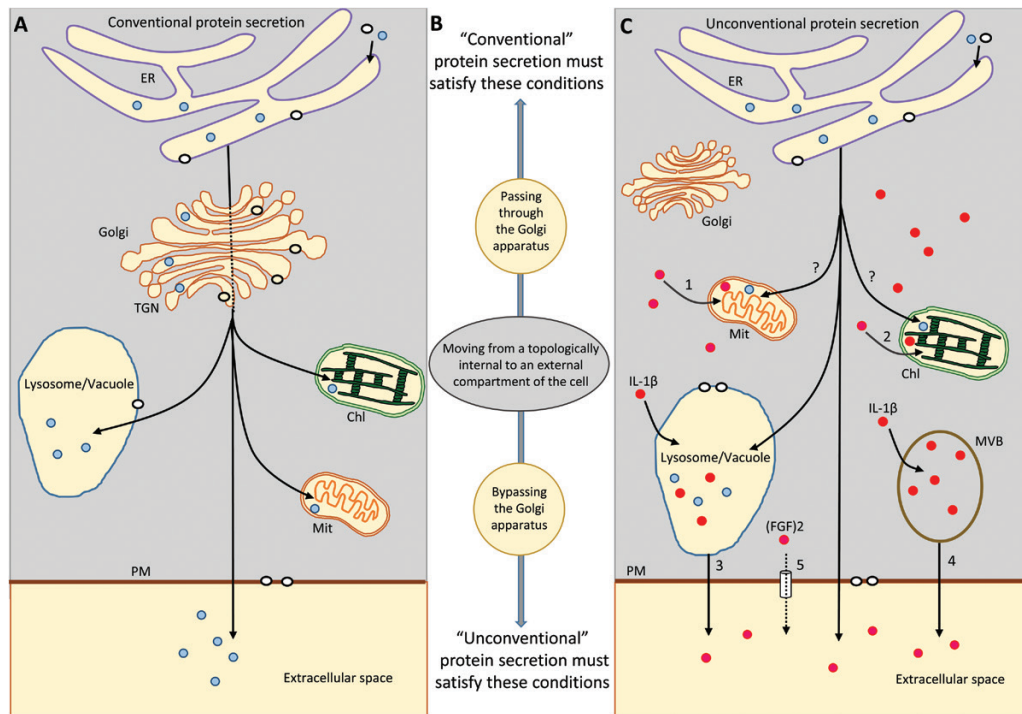 A
Conventional protein secretion
ER
Golgi
TGN
Lysosome/Vacuole
Chl
Mit
PM
Extracellular space
B
“Conventional”
protein secretion must
satisfy these conditions
Passing
through
the Golgi
apparatus
Moving from a topologically
internal to an external
compartment of the cell
Bypassing
the Golgi
apparatus
“Unconventional”
protein secretion must
satisfy these conditions
C
Unconventional protein secretion
ER
Golgi
?
?
1
Mit
2
Chl
IL-1β
IL-1β
MVB
Lysosome/Vacuole
(FGF)2
PM
3
5
4
Extracellular space